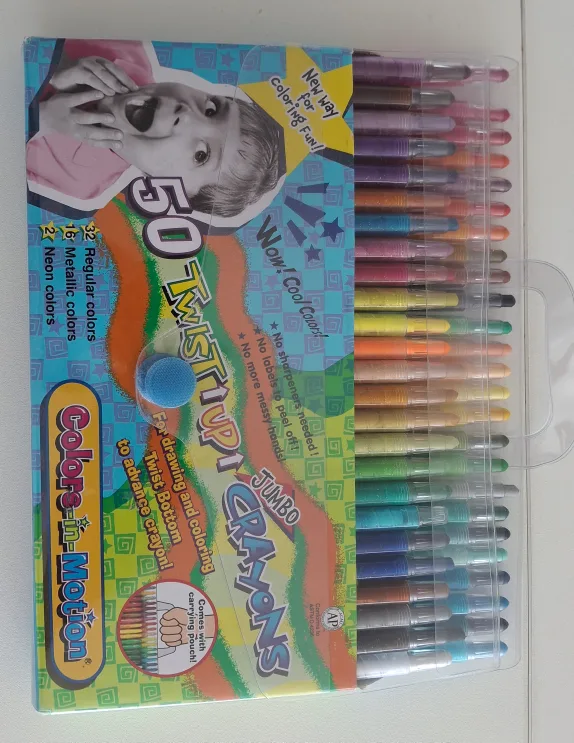 New way
for
coloring fun!
Wow! Cool Colors!
50 TWIST UP!
JUMBO
CRAYONS
★ No sharpeners needed!
★ No labels to peel off!
★ No more messy hands!
32 Regular colors
16 Metallic colors
2 Neon colors
For drawing and coloring
Twist Bottom
to advance crayon!
Colors-in-Motion®
Comes with
carrying pouch!
AP